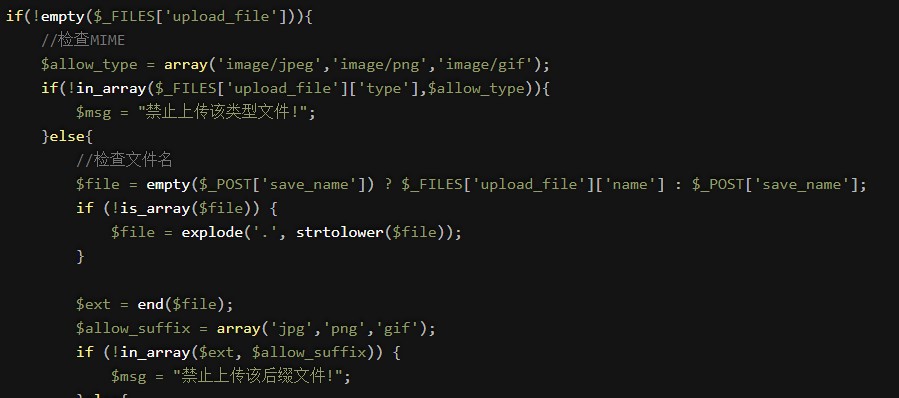 if(!empty($_FILES['upload_file'])){
    //检查MIME
    $allow_type = array('image/jpeg','image/png','image/gif');
    if(!in_array($_FILES['upload_file']['type'],$allow_type)){
        $msg = "禁止上传该类型文件!";
    }else{
        //检查文件名
        $file = empty($_POST['save_name']) ? $_FILES['upload_file']['name'] : $_POST['save_name'];
        if (!is_array($file)) {
            $file = explode('.', strtolower($file));
        }

        $ext = end($file);
        $allow_suffix = array('jpg','png','gif');
        if (!in_array($ext, $allow_suffix)) {
            $msg = "禁止上传该后缀文件!";